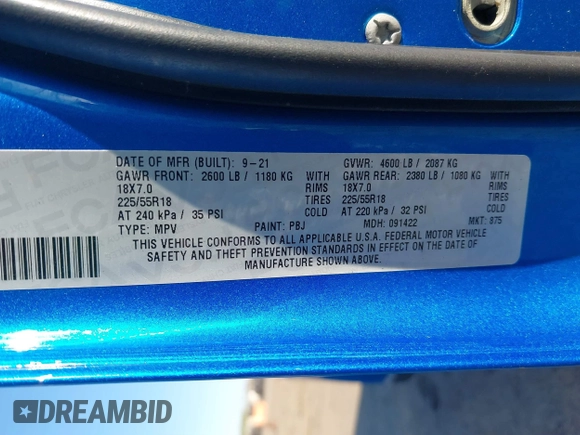 DATE OF MFR (BUILT): 9-21 GVWR: 4600 LB / 2087 KG
GAWR FRONT: 2600 LB / 1180 KG WITH GAWR REAR: 2380 LB / 1080 KG WITH
18X7.0 RIMS 18X7.0 RIMS
225/55R18 TIRES 225/55R18 TIRES
AT 240 kPa / 35 PSI COLD AT 220 kPa / 32 PSI COLD
TYPE: MPV PAINT: PBJ MDH: 091422 MKT: 875
THIS VEHICLE CONFORMS TO ALL APPLICABLE U.S.A. FEDERAL MOTOR VEHICLE
SAFETY AND THEFT PREVENTION STANDARDS IN EFFECT ON THE DATE OF
MANUFACTURE SHOWN ABOVE.
DREAMBID